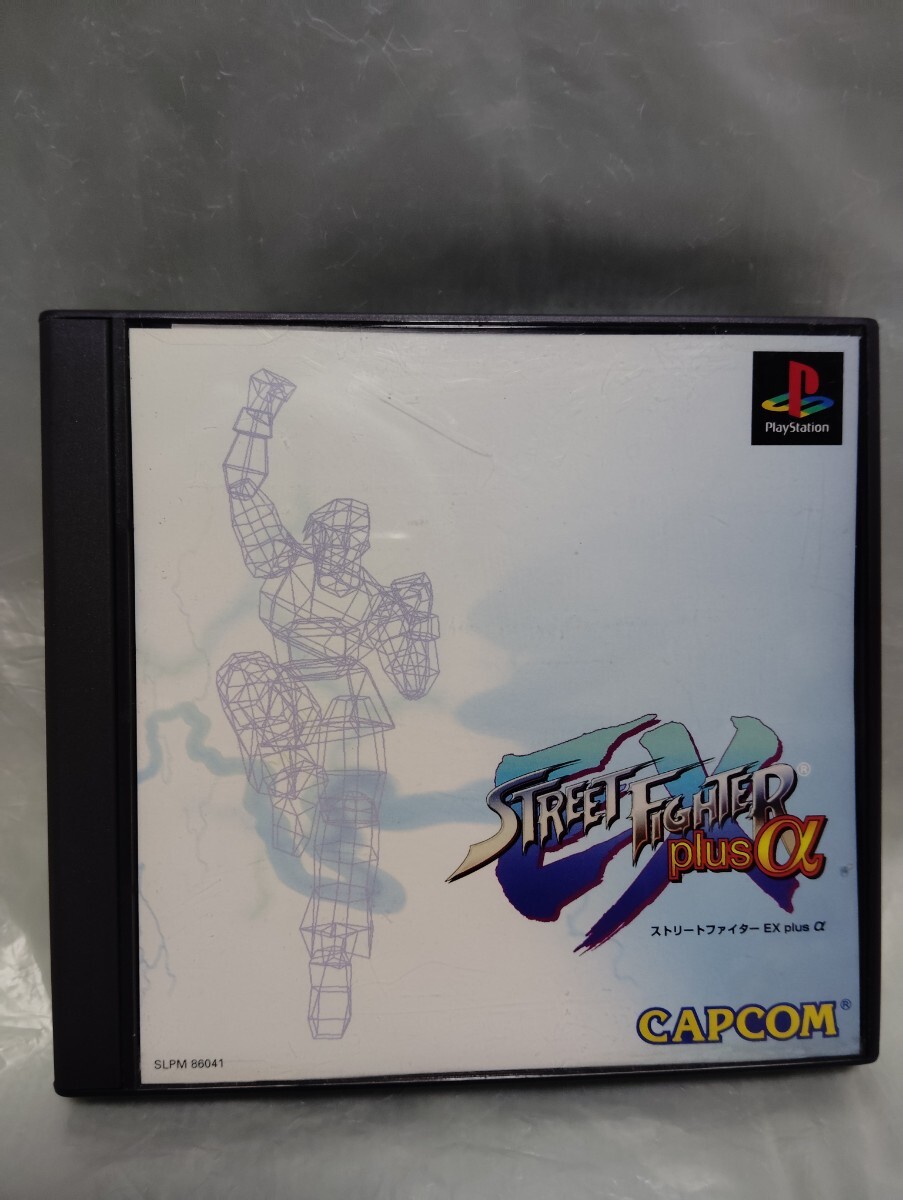 PlayStation
EX
STREET FIGHTER®
plus α
ストリートファイター EX plus α
CAPCOM®
SLPM 86041